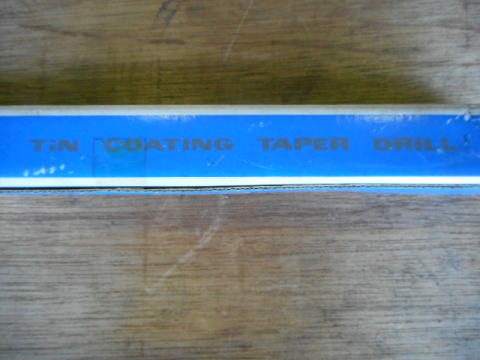 TiN COATING TAPER DRILL